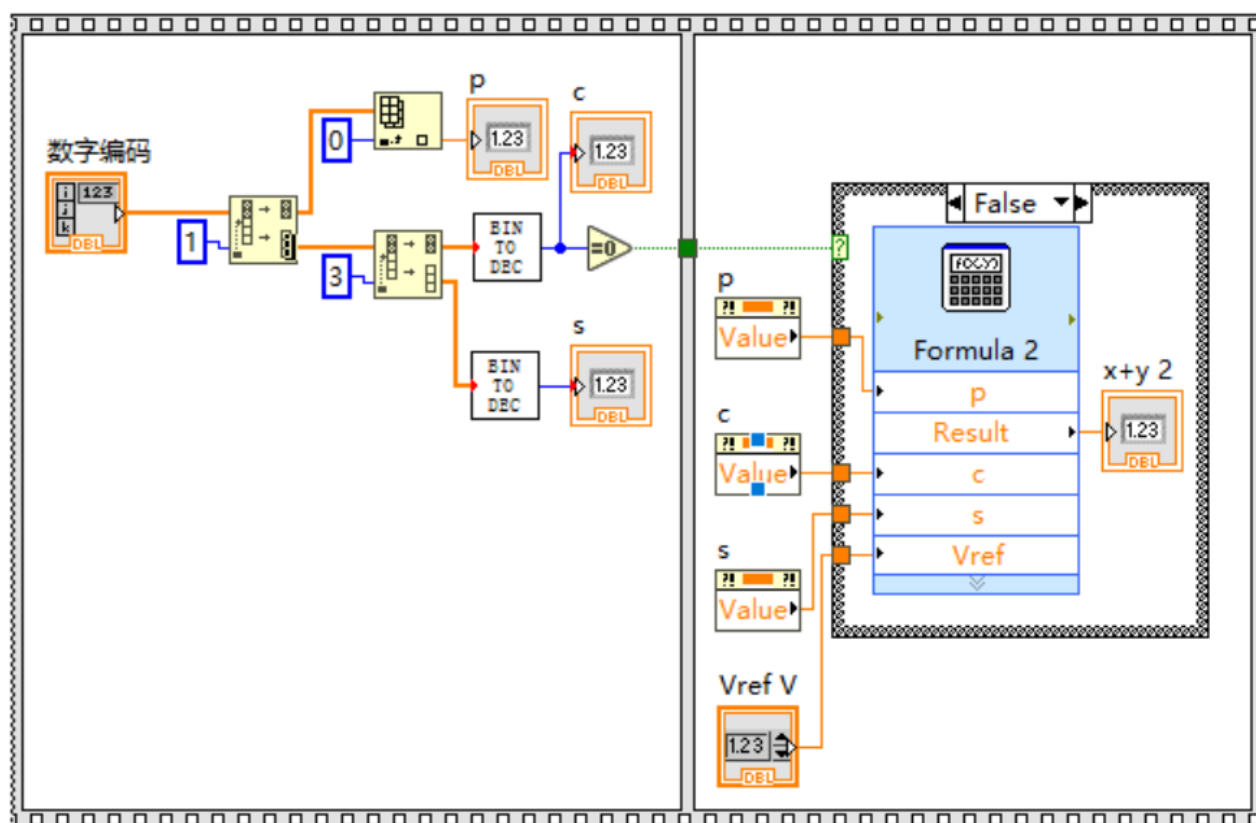 数字编码
i
j
k
123
DBL
1
0
3
p
1.23
DBL
c
1.23
DBL
BIN
TO
DEC
=0
BIN
TO
DEC
s
1.23
DBL
False
?
p
?! ?!
Value
c
?! ?!
Value
s
?! ?!
Value
Vref V
1.23
DBL
f(x,y)
Formula 2
p
Result
c
s
Vref
x+y 2
1.23
DBL